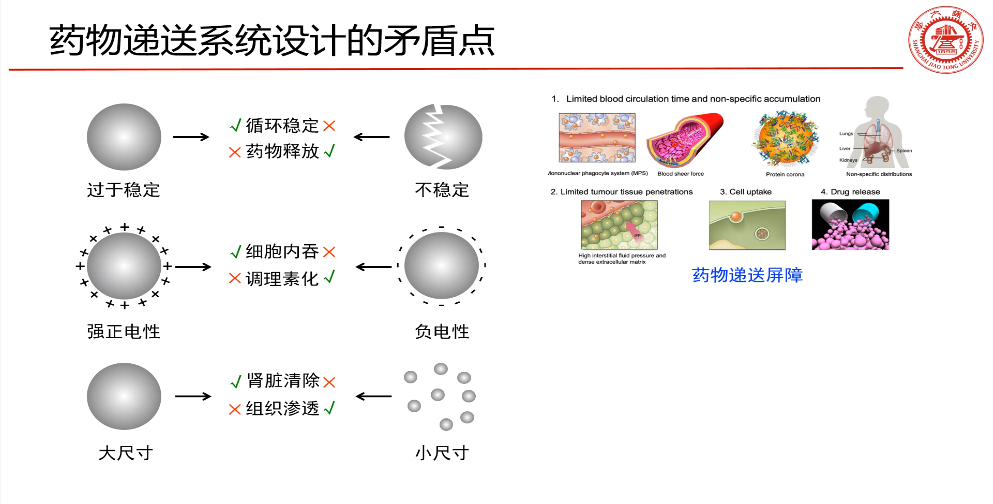 药物递送系统设计的矛盾点
SHANGHAI JIAO TONG UNIVERSITY
√ 循环稳定 ×
× 药物释放 √
过于稳定
不稳定
√ 细胞内吞 ×
× 调理素化 √
强正电性
负电性
√ 肾脏清除 ×
× 组织渗透 √
大尺寸
小尺寸
1. Limited blood circulation time and non-specific accumulation
Mononuclear phagocyte system (MPS)
Blood sheer force
Protein corona
Lungs
Liver
Spleen
Kidneys
Non-specific distributions
2. Limited tumour tissue penetrations
3. Cell uptake
4. Drug release
High interstitial fluid pressure and
dense extracellular matrix
药物递送屏障